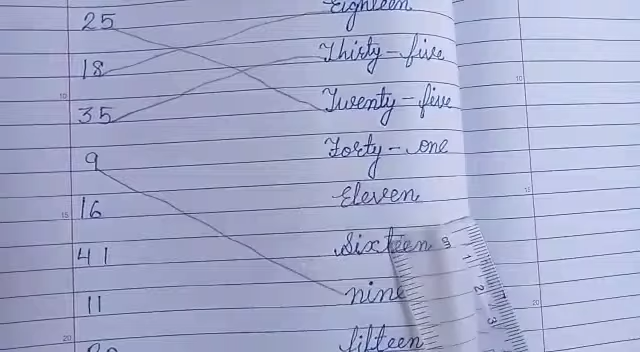 25 Eighteen
18 Thirty-five
35 Twenty-five
9 Forty-one
16 Eleven
41 Sixteen
11 nine
fifteen